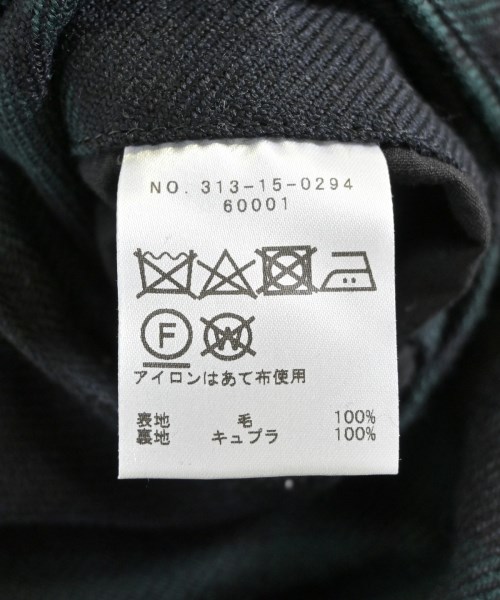 NO. 313-15-0294
60001
F W
アイロンはあて布使用
表地 毛 100%
裏地 キュプラ 100%